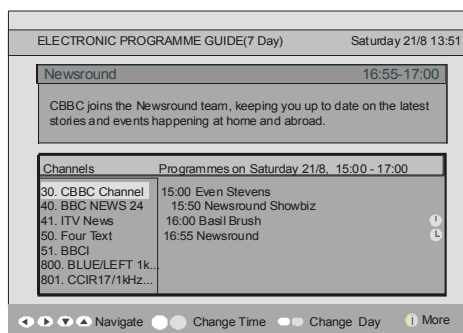 ELECTRONIC PROGRAMME GUIDE(7 Day) Saturday 21/8 13:51
Newsround 16:55-17:00
CBBC joins the Newsround team, keeping you up to date on the latest
stories and events happening at home and abroad.
Channels Programmes on Saturday 21/8, 15:00 - 17:00
30. CBBC Channel 15:00 Even Stevens
40. BBC NEWS 24 15:50 Newsround Showbiz
41. ITV News 16:00 Basil Brush
50. Four Text 16:55 Newsround
51. BBCI
800. BLUE/LEFT 1k...
801. CCIR17/1kHz...
Navigate Change Time Change Day i More